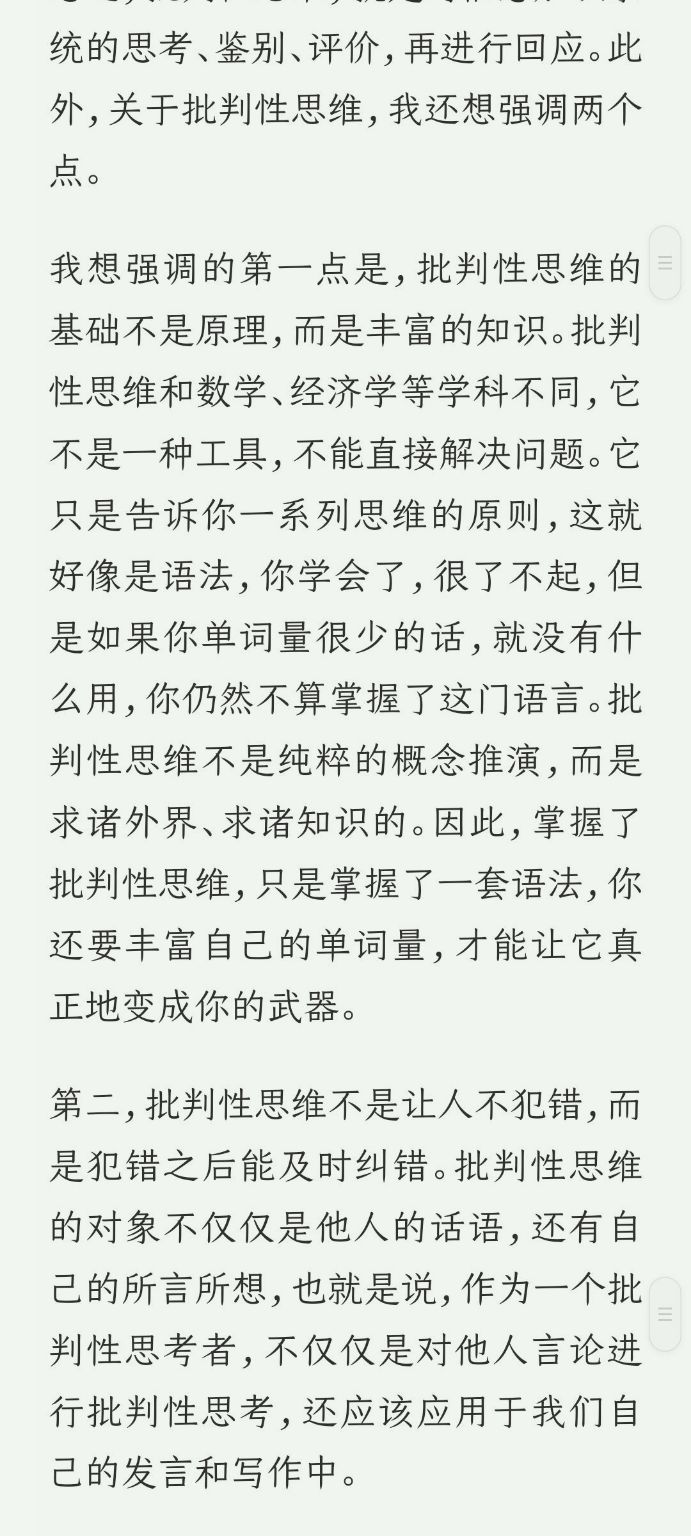 统的思考、鉴别、评价,再进行回应。此
外,关于批判性思维,我还想强调两个
点。
我想强调的第一点是,批判性思维的
基础不是原理,而是丰富的知识。批判
性思维和数学、经济学等学科不同,它
不是一种工具,不能直接解决问题。它
只是告诉你一系列思维的原则,这就
好像是语法,你学会了,很了不起,但
是如果你单词量很少的话,就没有什
么用,你仍然不算掌握了这门语言。批
判性思维不是纯粹的概念推演,而是
求诸外界、求诸知识的。因此,掌握了
批判性思维,只是掌握了一套语法,你
还要丰富自己的单词量,才能让它真
正地变成你的武器。
第二,批判性思维不是让人不犯错,而
是犯错之后能及时纠错。批判性思维
的对象不仅仅是他人的话语,还有自
己的所言所想,也就是说,作为一个批
判性思考者,不仅仅是对他人言论进
行批判性思考,还应该应用于我们自
己的发言和写作中。